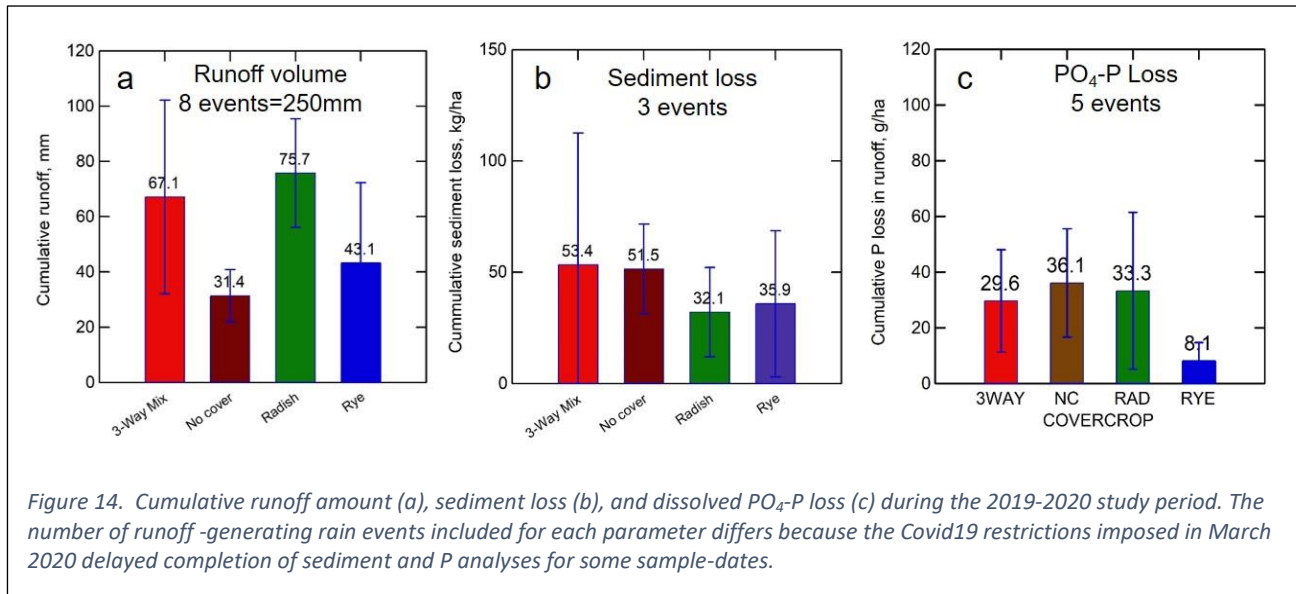 a
Runoff volume
8 events=250mm
Cumulative runoff, mm
120
100
80
60
40
20
0
67.1
31.4
75.7
43.1
3-Way Mix
No cover
Radish
Rye
b
Sediment loss
3 events
Cummulative sediment loss, kg/ha
150
100
50
0
53.4
51.5
32.1
35.9
3-Way Mix
No cover
Radish
Rye
c
PO4-P Loss
5 events
Cumulative P loss in runoff, g/ha
120
100
80
60
40
20
0
29.6
36.1
33.3
8.1
3WAY NC RAD RYE
COVERCROP
Figure 14. Cumulative runoff amount (a), sediment loss (b), and dissolved PO4-P loss (c) during the 2019-2020 study period. The
number of runoff -generating rain events included for each parameter differs because the Covid19 restrictions imposed in March
2020 delayed completion of sediment and P analyses for some sample-dates.